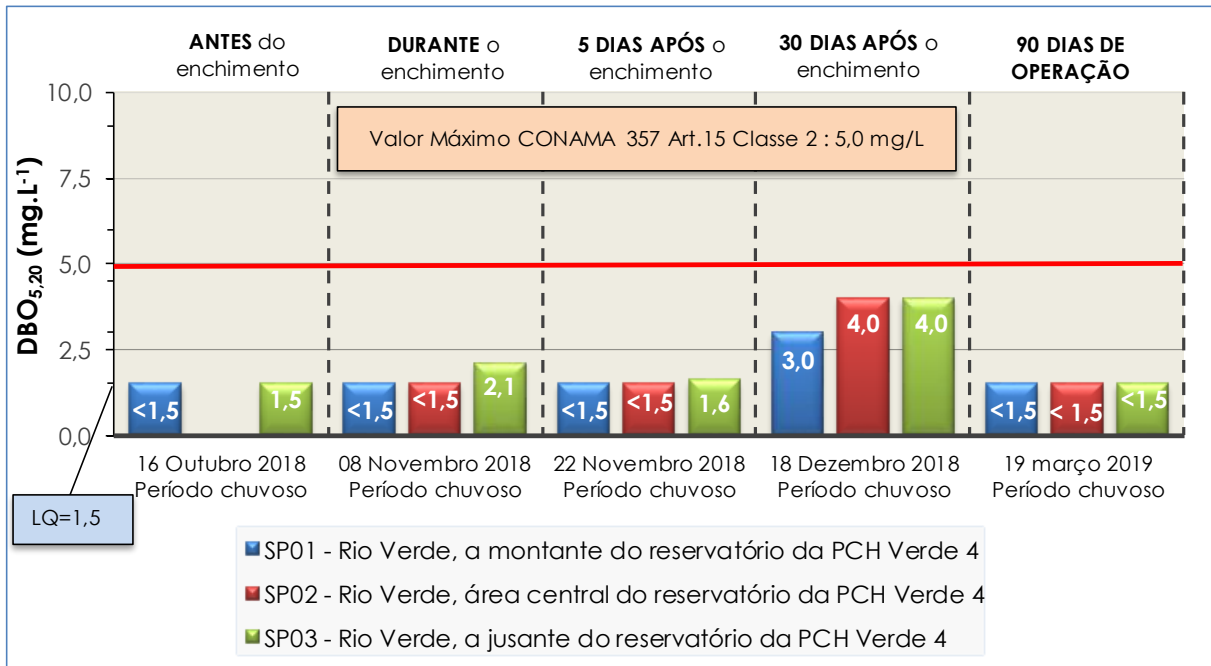 ANTES do
enchimento
DURANTE o
enchimento
5 DIAS APÓS o
enchimento
30 DIAS APÓS o
enchimento
90 DIAS DE
OPERAÇÃO
Valor Máximo CONAMA 357 Art.15 Classe 2 : 5,0 mg/L
DBO5,20 (mg.L-1)
10,0
7,5
5,0
2,5
0,0
<1,5
1,5
<1,5
<1,5
2,1
<1,5
<1,5
1,6
3,0
4,0
4,0
<1,5
< 1,5
<1,5
16 Outubro 2018
Período chuvoso
08 Novembro 2018
Período chuvoso
22 Novembro 2018
Período chuvoso
18 Dezembro 2018
Período chuvoso
19 março 2019
Período chuvoso
LQ=1,5
SP01 - Rio Verde, a montante do reservatório da PCH Verde 4
SP02 - Rio Verde, área central do reservatório da PCH Verde 4
SP03 - Rio Verde, a jusante do reservatório da PCH Verde 4